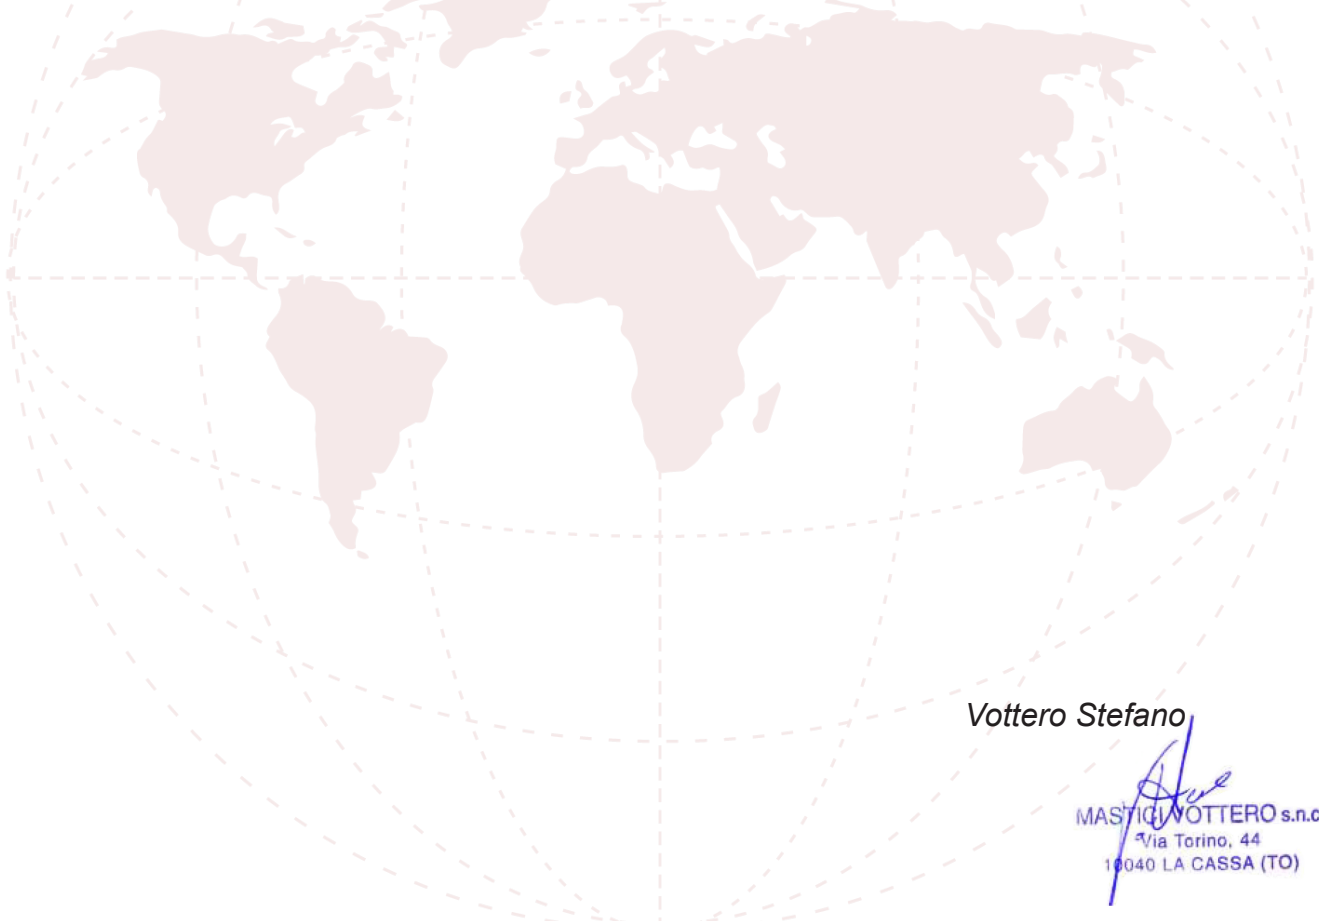 Vottero Stefano
MASTICI VOTTERO s.n.c
Via Torino, 44
10040 LA CASSA (TO)